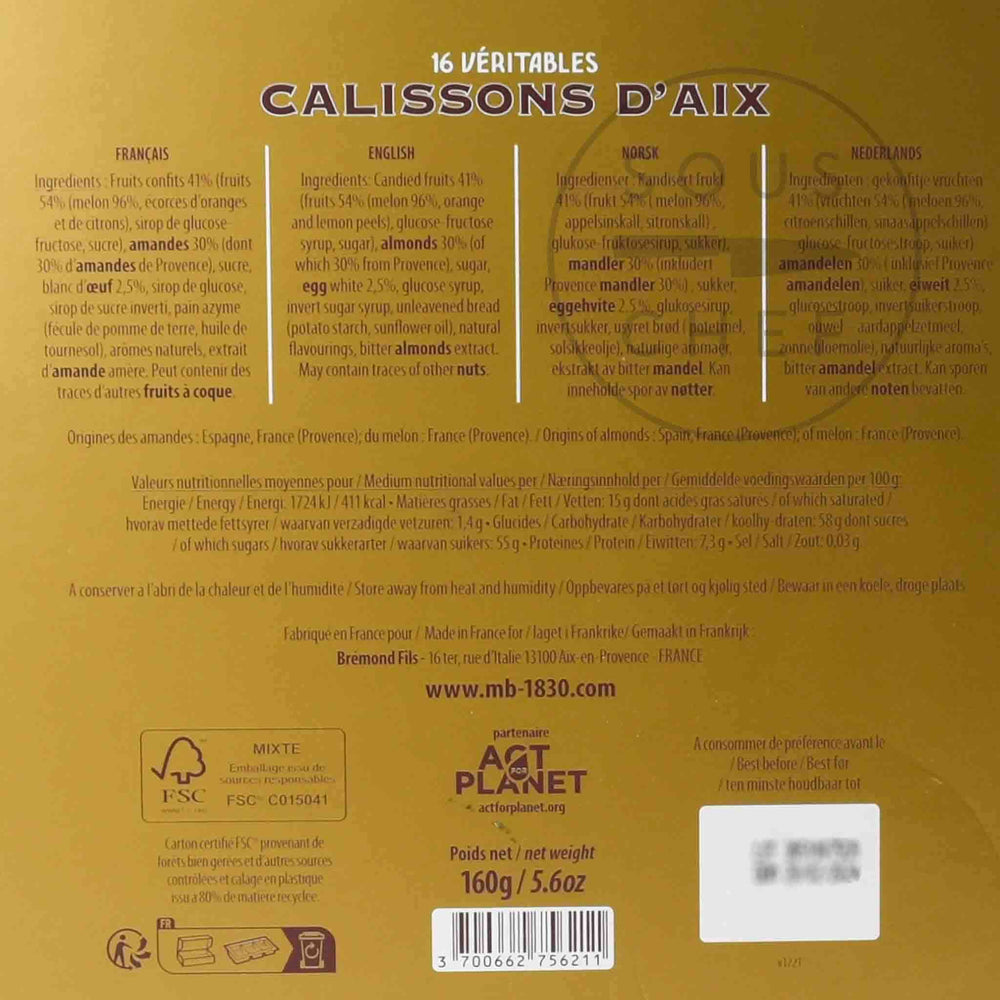 16 VÉRITABLES
CALISSONS D'AIX
FRANÇAIS
Ingrédients : Fruits confits 41% (fruits
54% (melon 96%, écorces d'oranges
et de citrons), sirop de glucose-
fructose, sucre), amandes 30% (dont
30% d'amandes de Provence), sucre,
blanc d'œuf 2,5%, sirop de glucose,
sirop de sucre inverti, pain azyme
(fécule de pomme de terre, huile de
tournesol), arômes naturels, extrait
d'amande amère. Peut contenir des
traces d'autres fruits à coque.
ENGLISH
Ingredients: Candied fruits 41%
(fruits 54% (melon 96%, orange
and lemon peels), glucose-fructose
syrup, sugar), almonds 30% (of
which 30% from Provence), sugar,
egg white 2,5%, glucose syrup,
invert sugar syrup, unleavened bread
(potato starch, sunflower oil), natural
flavourings, bitter almonds extract.
May contain traces of other nuts.
NORSK
Ingredienser : Kandisert frukt
41% (frukt 54% ( melon 96%,
appelsinskall, sitronskall) ,
glukose-fruktosesirup, sukker),
mandler 30% (inkludert
Provence mandler 30%) , sukker,
eggehvite 2.5 %, glukosesirup,
invertsukker, usyret brød ( potetmel,
solsikkeolje), naturlige aromaer,
ekstrakt av bitter mandel. Kan
inneholde spor av nøtter.
NEDERLANDS
Ingrediënten : gekonfijte vruchten
41% (vruchten 54% ( meloen 96%,
citroenschillen, sinaasappelschillen)
glucose-fructosestroop, suiker)
amandelen 30% ( inklusief Provence
amandelen), suiker, eiweit 2.5%,
glucosestroop, invertsuikerstroop,
ouwel aardappelzetmeel,
zonnebloemolie), natuurlijke aroma's,
bitter amandel extract. Kan sporen
van andere noten bevatten.
SOUS
CHEF
Origines des amandes : Espagne, France (Provence); du melon : France (Provence). / Origins of almonds : Spain, France (Provence); of melon : France (Provence).
Valeurs nutritionnelles moyennes pour / Medium nutritional values per / Næringsinnhold per / Gemiddelde voedingswaarden per 100 g:
Energie / Energy / Energi: 1724 kJ / 411 kcal • Matières grasses / Fat / Fett / Vetten: 15 g dont acides gras saturés / of which saturated /
hvorav mettede fettsyrer / waarvan verzadigde vetzuren: 1,4 g • Glucides / Carbohydrate / Karbohydrater / koolhy-draten: 58 g dont sucres
/ of which sugars / hvorav sukkerarter / waarvan suikers: 55 g • Proteines / Protein / Eiwitten: 7,3 g • Sel / Salt / Zout: 0,03 g
A conserver à l'abri de la chaleur et de l'humidité / Store away from heat and humidity / Oppbevares på et tørt og kjølig sted / Bewaar in een koele, droge plaats
Fabriqué en France pour / Made in France for / laget i Frankrike/ Gemaakt in Frankrijk :
Brémond Fils - 16 ter, rue d'Italie 13100 Aix-en-Provence - FRANCE
www.mb-1830.com
FSC
MIXTE
Emballage issu de
sources responsables
FSC® C015041
Carton certifié FSC® provenant de
forêts bien gérées et d'autres sources
contrôlées et calage en plastique
issu à 80% de matière recyclée.
FR
partenaire
ACT
FOR
PLANET
actforplanet.org
Poids net / net weight
160g / 5.6oz
3 700662 756211
A consommer de préférence avant le
/ Best before / Best før
/ ten minste houdbaar tot
v1221